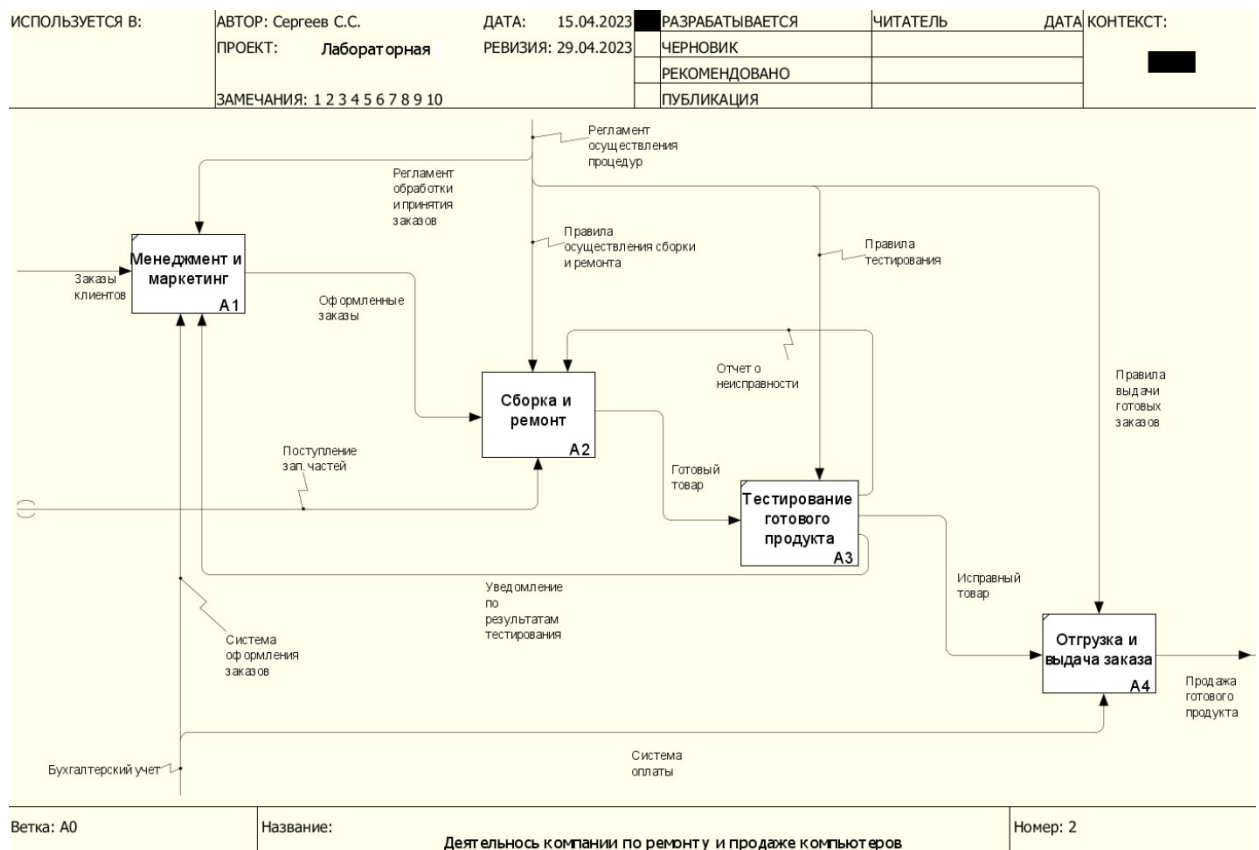 ИСПОЛЬЗУЕТСЯ В:
АВТОР: Сергеев С.С.
ДАТА: 15.04.2023
РАЗРАБАТЫВАЕТСЯ
ЧИТАТЕЛЬ
ДАТА
КОНТЕКСТ:
ПРОЕКТ: Лабораторная
РЕВИЗИЯ: 29.04.2023
ЧЕРНОВИК
РЕКОМЕНДОВАНО
ЗАМЕЧАНИЯ: 1 2 3 4 5 6 7 8 9 10
ПУБЛИКАЦИЯ
Регламент
осуществления
процедур
Регламент
обработки
и принятия
заказов
Правила
осуществления сборки
и ремонта
Правила
тестирования
Заказы
клиентов
Менеджмент и
маркетинг
A1
Оформленные
заказы
Отчет о
неисправности
Правила
выдачи
готовых
заказов
Сборка и
ремонт
A2
Поступление
зап. частей
Готовый
товар
Тестирование
готового
продукта
A3
Уведомление
по
результатам
тестирования
Исправный
товар
Система
оформления
заказов
Отгрузка и
выдача заказа
A4
Продажа
готового
продукта
Бухгалтерский учет
Система
оплаты
Ветка: A0
Название:
Деятельнось компании по ремонту и продаже компьютеров
Номер: 2